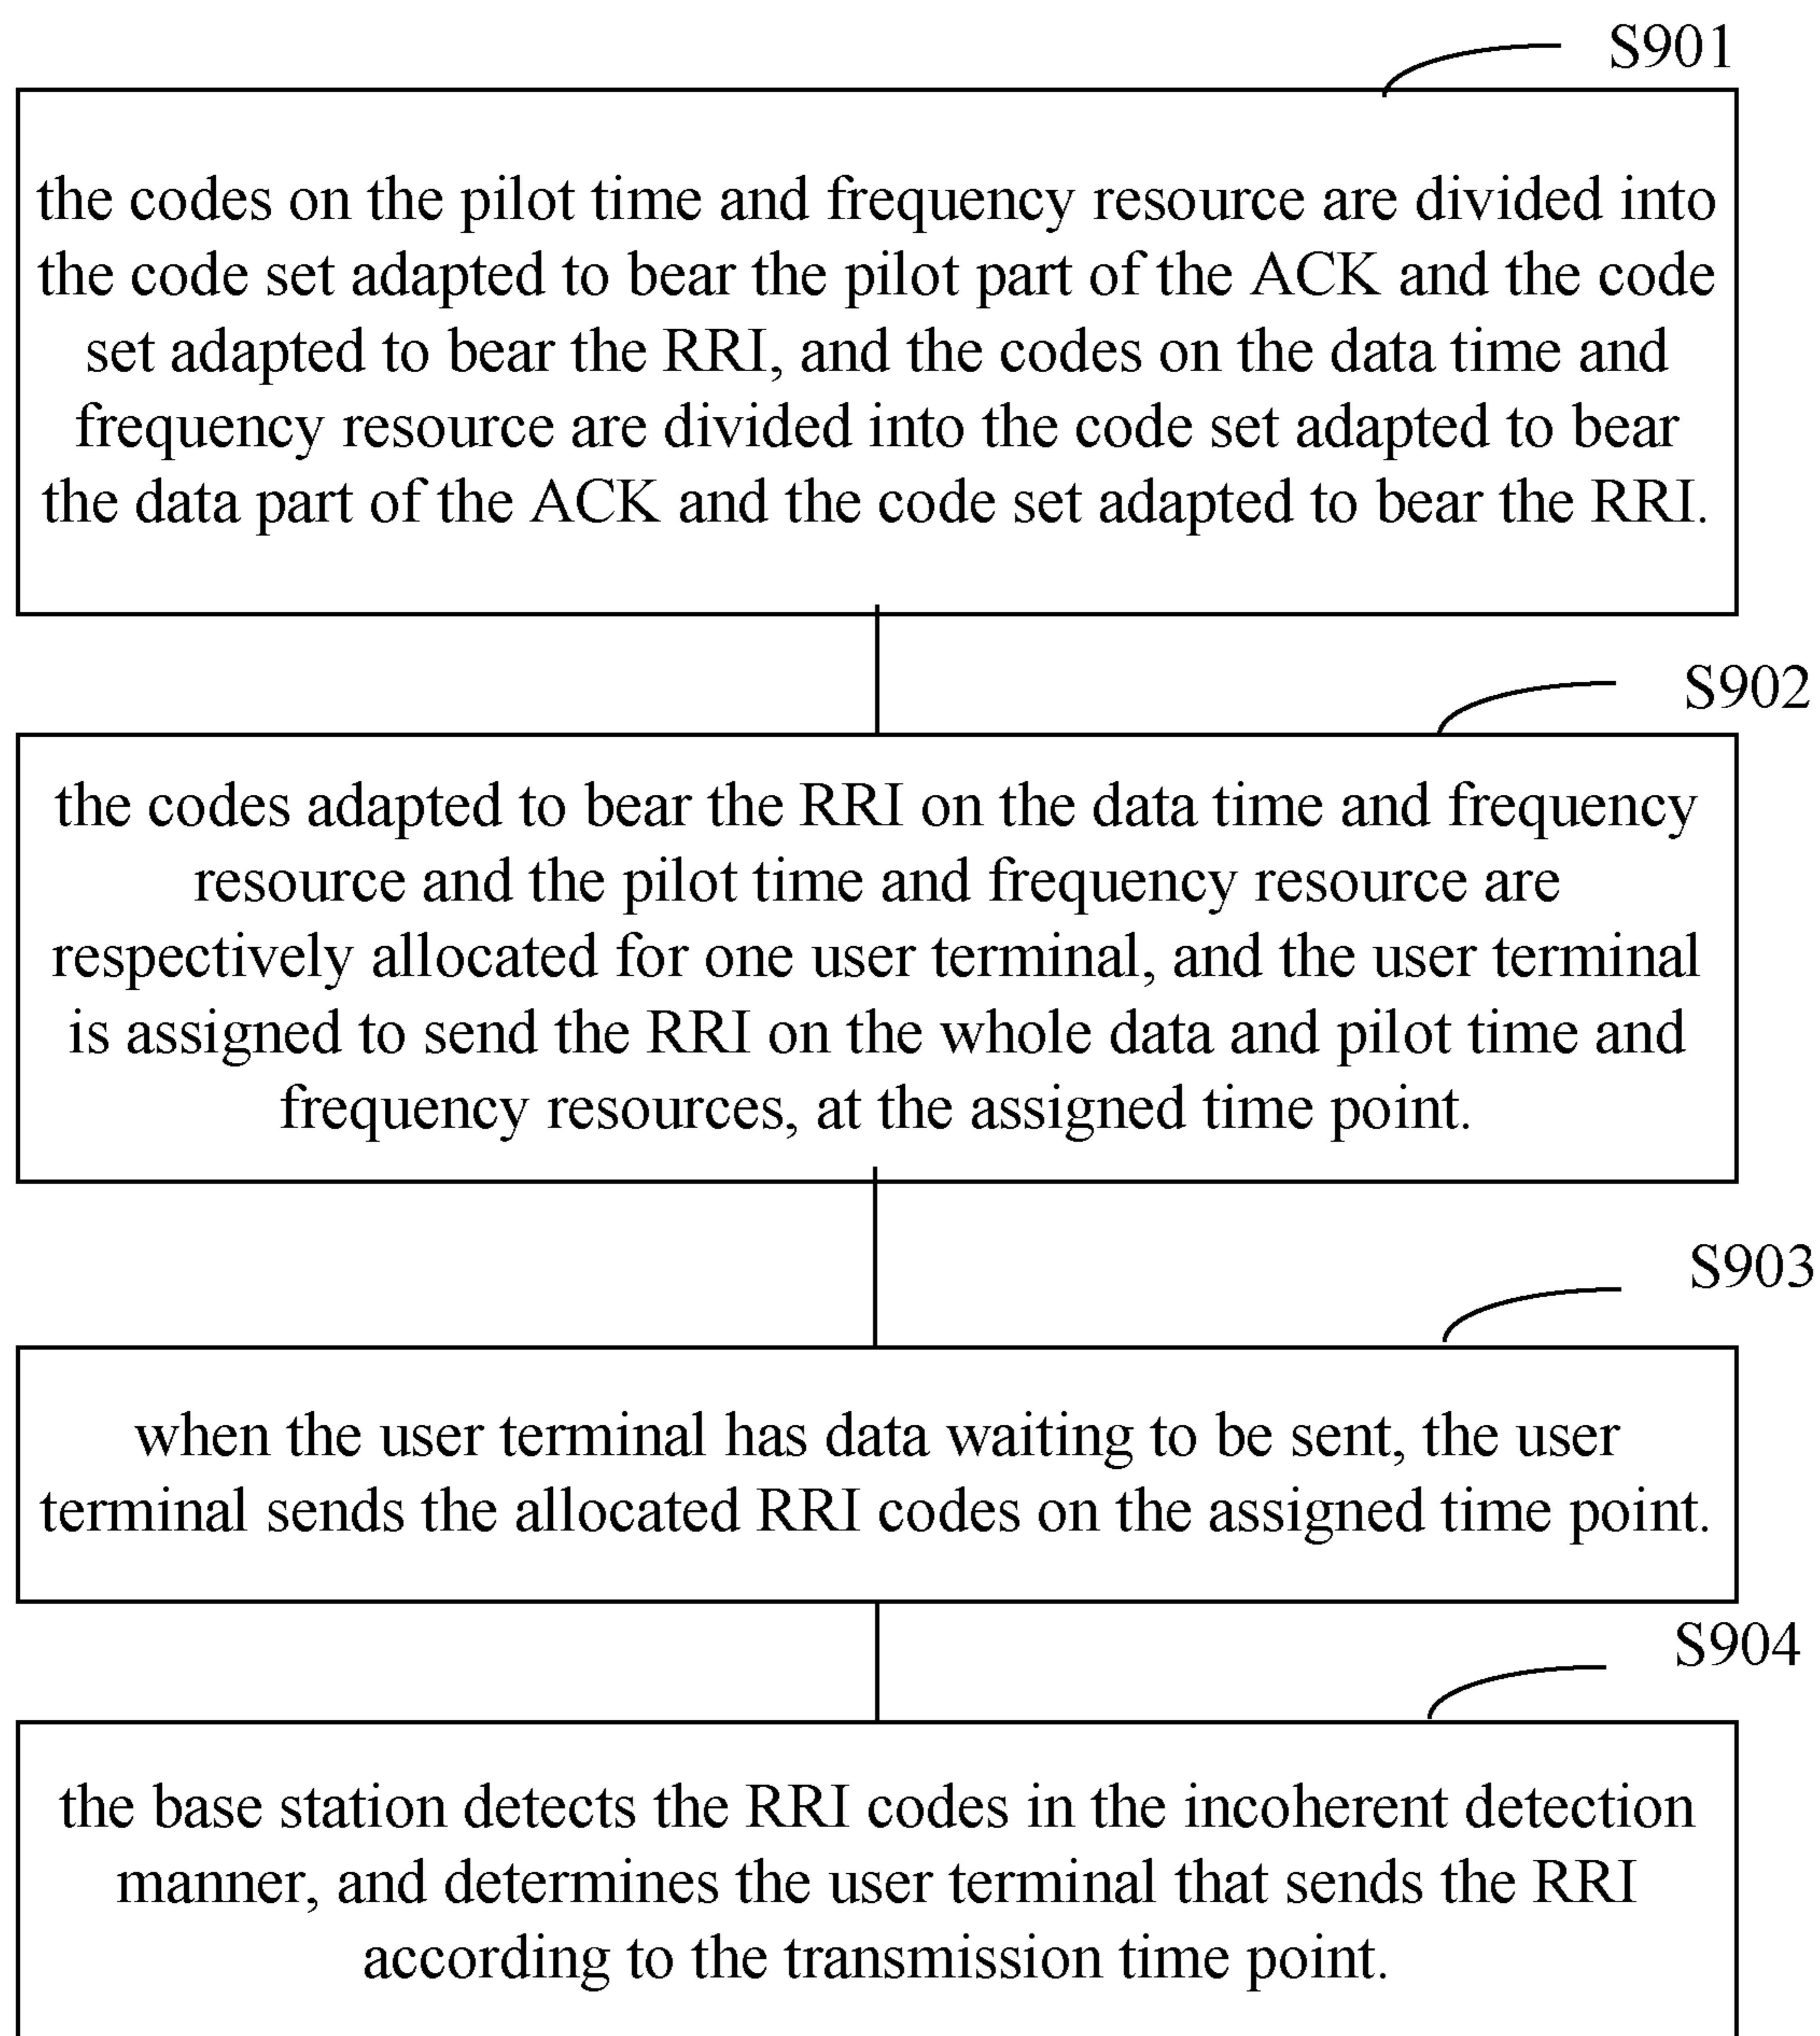 S901
the codes on the pilot time and frequency resource are divided into
the code set adapted to bear the pilot part of the ACK and the code
set adapted to bear the RRI, and the codes on the data time and
frequency resource are divided into the code set adapted to bear
the data part of the ACK and the code set adapted to bear the RRI.
S902
the codes adapted to bear the RRI on the data time and frequency
resource and the pilot time and frequency resource are
respectively allocated for one user terminal, and the user terminal
is assigned to send the RRI on the whole data and pilot time and
frequency resources, at the assigned time point.
S903
when the user terminal has data waiting to be sent, the user
terminal sends the allocated RRI codes on the assigned time point.
S904
the base station detects the RRI codes in the incoherent detection
manner, and determines the user terminal that sends the RRI
according to the transmission time point.